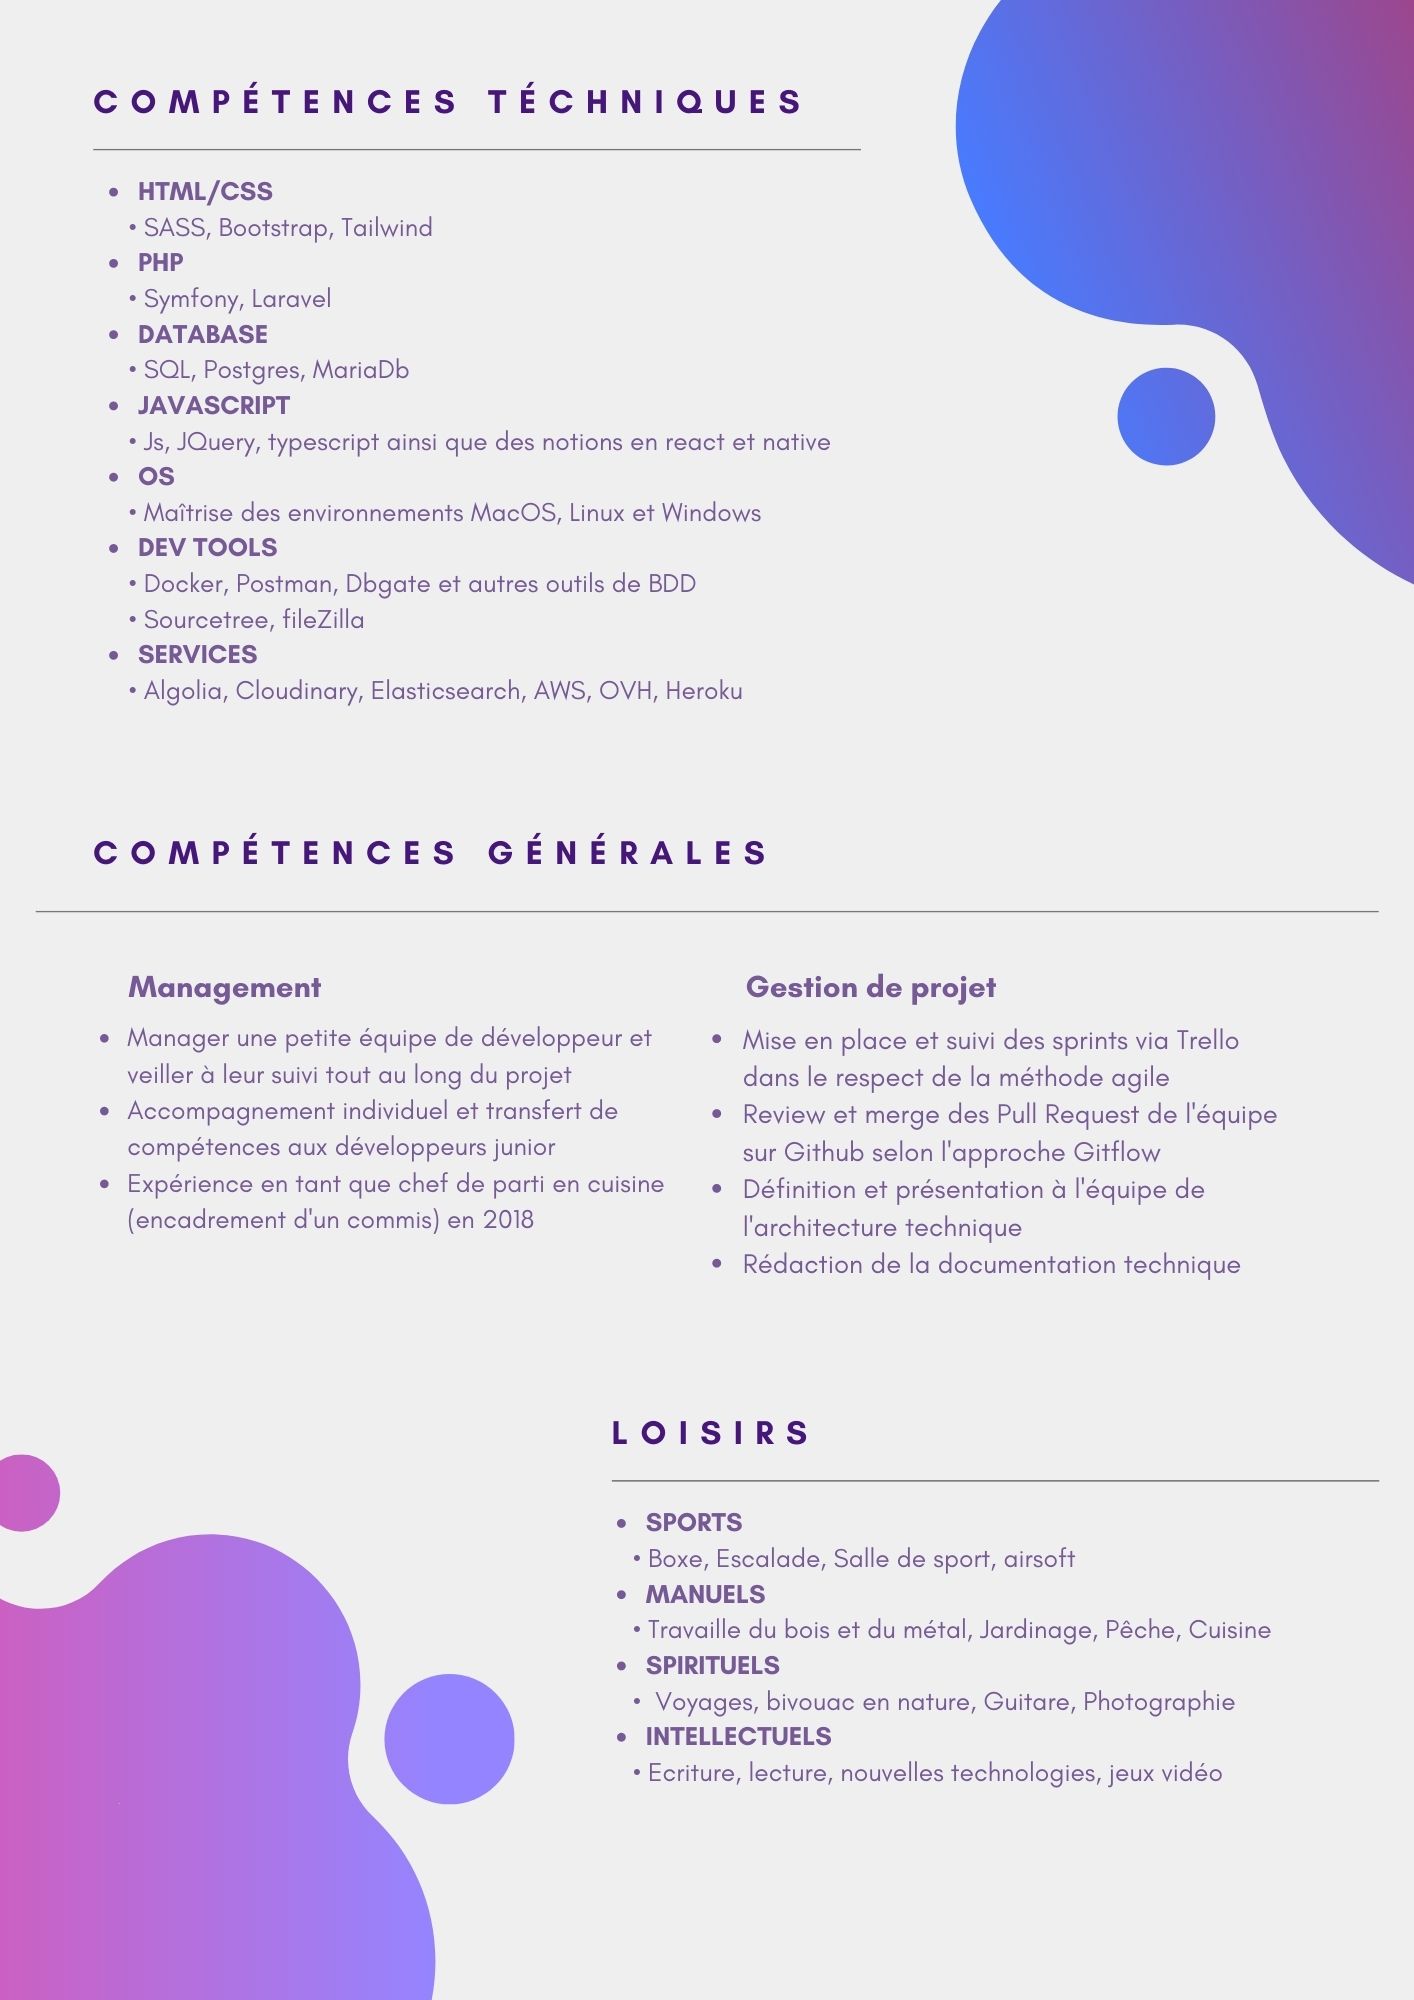 COMPÉTENCES TÉCHNIQUES
• HTML/CSS
• SASS, Bootstrap, Tailwind
• PHP
• Symfony, Laravel
• DATABASE
• SQL, Postgres, MariaDb
• JAVASCRIPT
• Js, JQuery, typescript ainsi que des notions en react et native
• OS
• Maîtrise des environnements MacOS, Linux et Windows
• DEV TOOLS
• Docker, Postman, Dbgate et autres outils de BDD
• Sourcetree, fileZilla
• SERVICES
• Algolia, Cloudinary, Elasticsearch, AWS, OVH, Heroku
COMPÉTENCES GÉNÉRALES
Management
• Manager une petite équipe de développeur et
veiller à leur suivi tout au long du projet
• Accompagnement individuel et transfert de
compétences aux développeurs junior
• Expérience en tant que chef de parti en cuisine
(encadrement d'un commis) en 2018
Gestion de projet
• Mise en place et suivi des sprints via Trello
dans le respect de la méthode agile
• Review et merge des Pull Request de l'équipe
sur Github selon l'approche Gitflow
• Définition et présentation à l'équipe de
l'architecture technique
• Rédaction de la documentation technique
LOISIRS
• SPORTS
• Boxe, Escalade, Salle de sport, airsoft
• MANUELS
• Travaille du bois et du métal, Jardinage, Pêche, Cuisine
• SPIRITUELS
• Voyages, bivouac en nature, Guitare, Photographie
• INTELLECTUELS
• Ecriture, lecture, nouvelles technologies, jeux vidéo